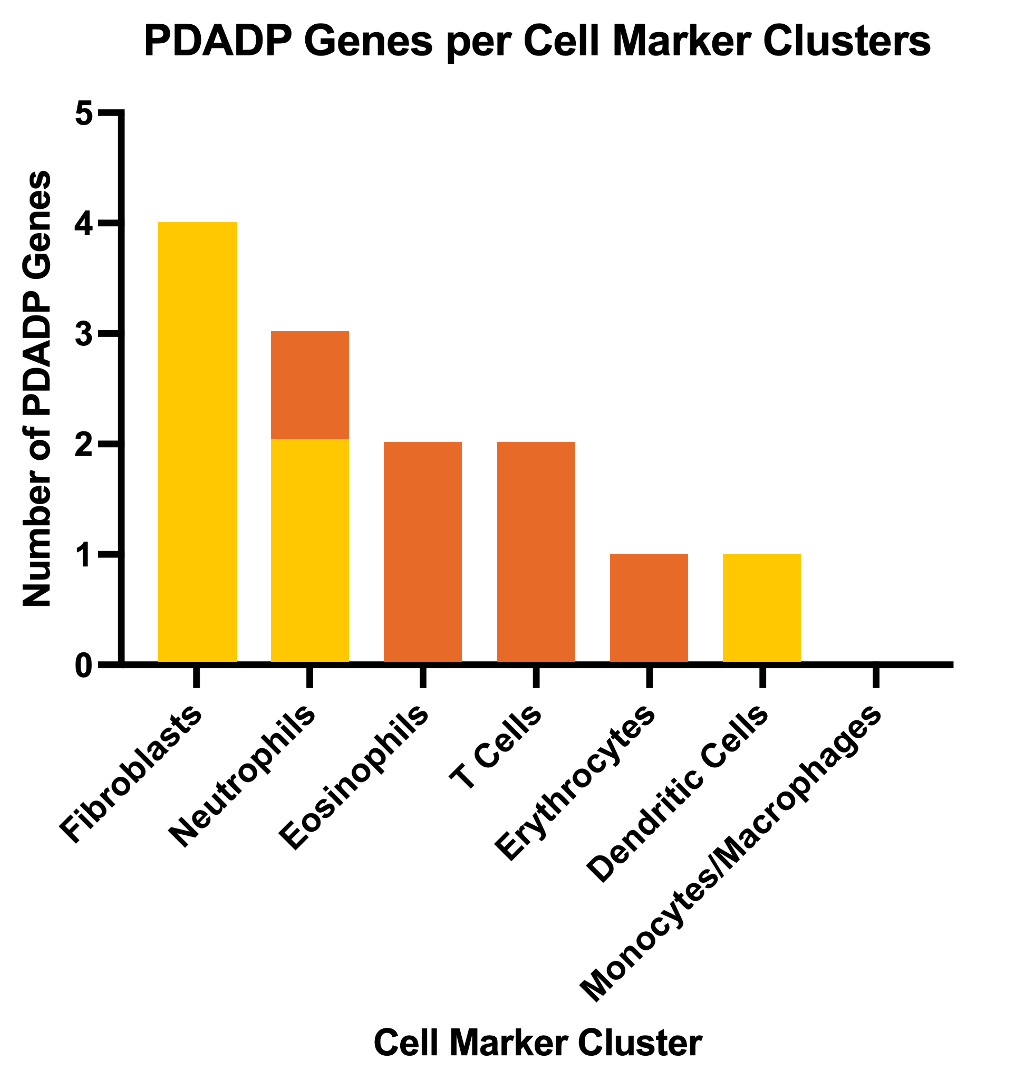 PDADP Genes per Cell Marker Clusters
Number of PDADP Genes
5
4
3
2
1
0
Fibroblasts
Neutrophils
Eosinophils
T Cells
Erythrocytes
Dendritic Cells
Monocytes/Macrophages
Cell Marker Cluster